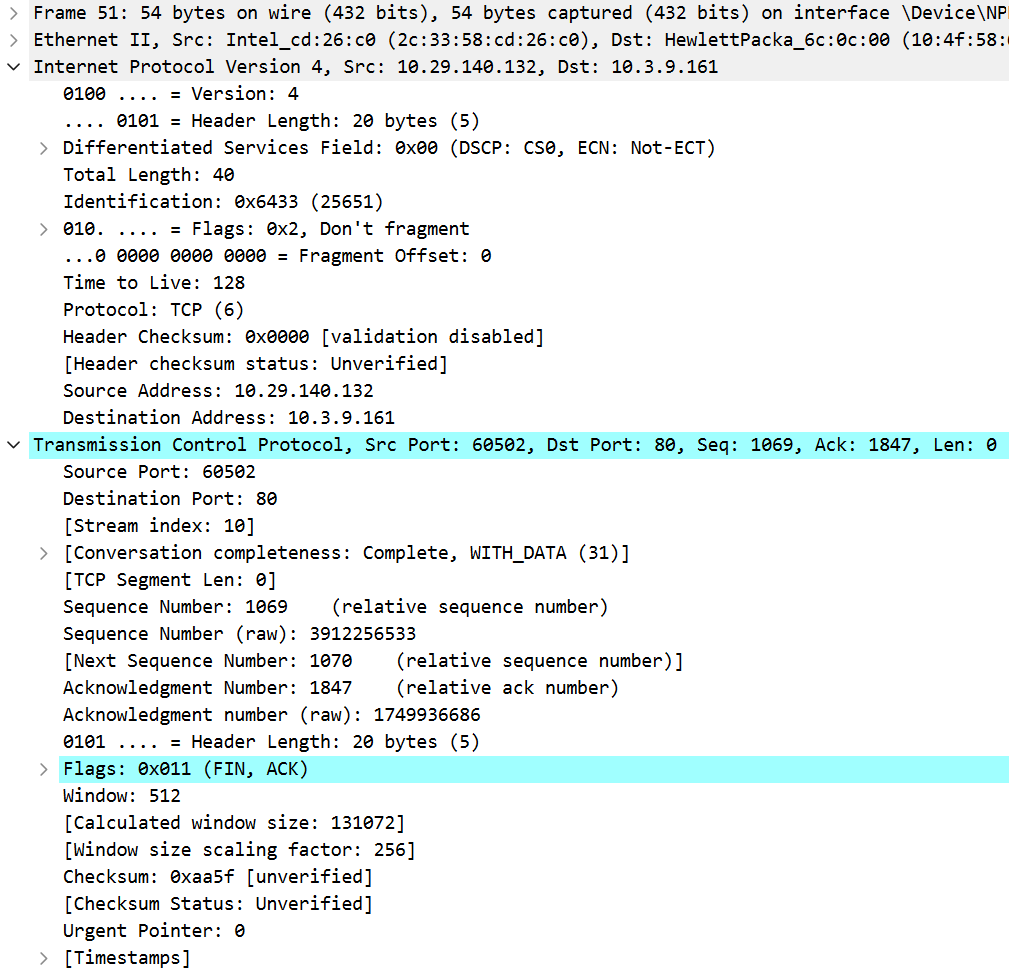 Frame 51: 54 bytes on wire (432 bits), 54 bytes captured (432 bits) on interface \Device\NP
Ethernet II, Src: Intel_cd:26:c0 (2c:33:58:cd:26:c0), Dst: HewlettPacka_6c:0c:00 (10:4f:58:
Internet Protocol Version 4, Src: 10.29.140.132, Dst: 10.3.9.161
0100 .... = Version: 4
.... 0101 = Header Length: 20 bytes (5)
Differentiated Services Field: 0x00 (DSCP: CS0, ECN: Not-ECT)
Total Length: 40
Identification: 0x6433 (25651)
010. .... = Flags: 0x2, Don't fragment
...0 0000 0000 0000 = Fragment Offset: 0
Time to Live: 128
Protocol: TCP (6)
Header Checksum: 0x0000 [validation disabled]
[Header checksum status: Unverified]
Source Address: 10.29.140.132
Destination Address: 10.3.9.161
Transmission Control Protocol, Src Port: 60502, Dst Port: 80, Seq: 1069, Ack: 1847, Len: 0
Source Port: 60502
Destination Port: 80
[Stream index: 10]
[Conversation completeness: Complete, WITH_DATA (31)]
[TCP Segment Len: 0]
Sequence Number: 1069    (relative sequence number)
Sequence Number (raw): 3912256533
[Next Sequence Number: 1070    (relative sequence number)]
Acknowledgment Number: 1847    (relative ack number)
Acknowledgment number (raw): 1749936686
0101 .... = Header Length: 20 bytes (5)
Flags: 0x011 (FIN, ACK)
Window: 512
[Calculated window size: 131072]
[Window size scaling factor: 256]
Checksum: 0xaa5f [unverified]
[Checksum Status: Unverified]
Urgent Pointer: 0
[Timestamps]